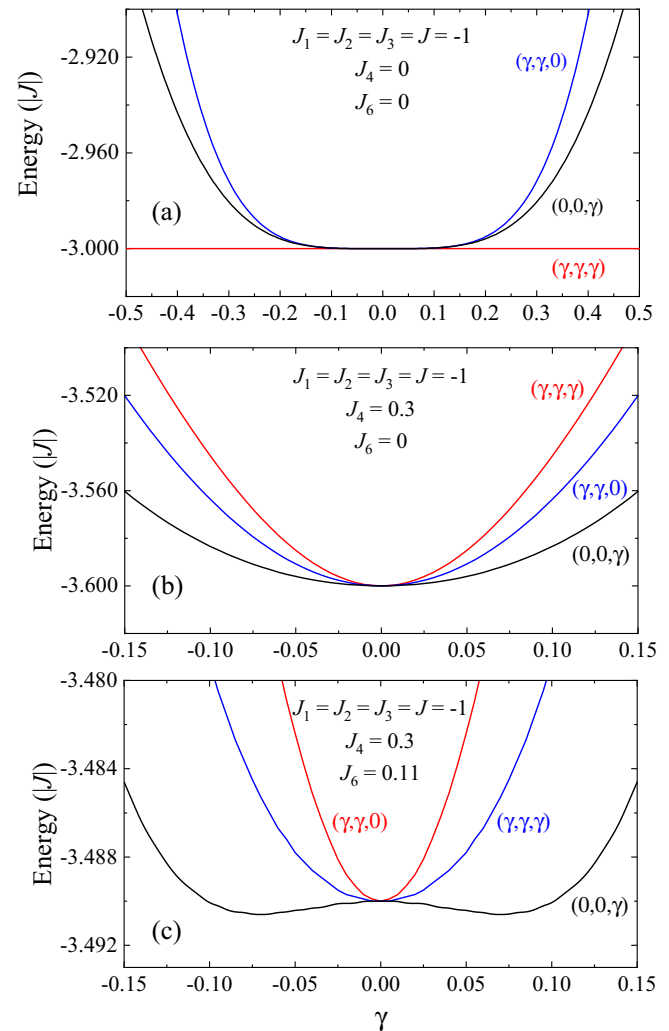 Energy (|J|)
-2.920
-2.960
-3.000
J₁ = J₂ = J₃ = J = -1
J₄ = 0
J₆ = 0
(γ,γ,0)
(0,0,γ)
(γ,γ,γ)
(a)
-0.5 -0.4 -0.3 -0.2 -0.1 0.0 0.1 0.2 0.3 0.4 0.5
Energy (|J|)
-3.520
-3.560
-3.600
J₁ = J₂ = J₃ = J = -1
J₄ = 0.3
J₆ = 0
(γ,γ,γ)
(γ,γ,0)
(0,0,γ)
(b)
-0.15 -0.10 -0.05 0.00 0.05 0.10 0.15
Energy (|J|)
-3.480
-3.484
-3.488
-3.492
J₁ = J₂ = J₃ = J = -1
J₄ = 0.3
J₆ = 0.11
(γ,γ,0)
(γ,γ,γ)
(0,0,γ)
(c)
-0.15 -0.10 -0.05 0.00 0.05 0.10 0.15
γ